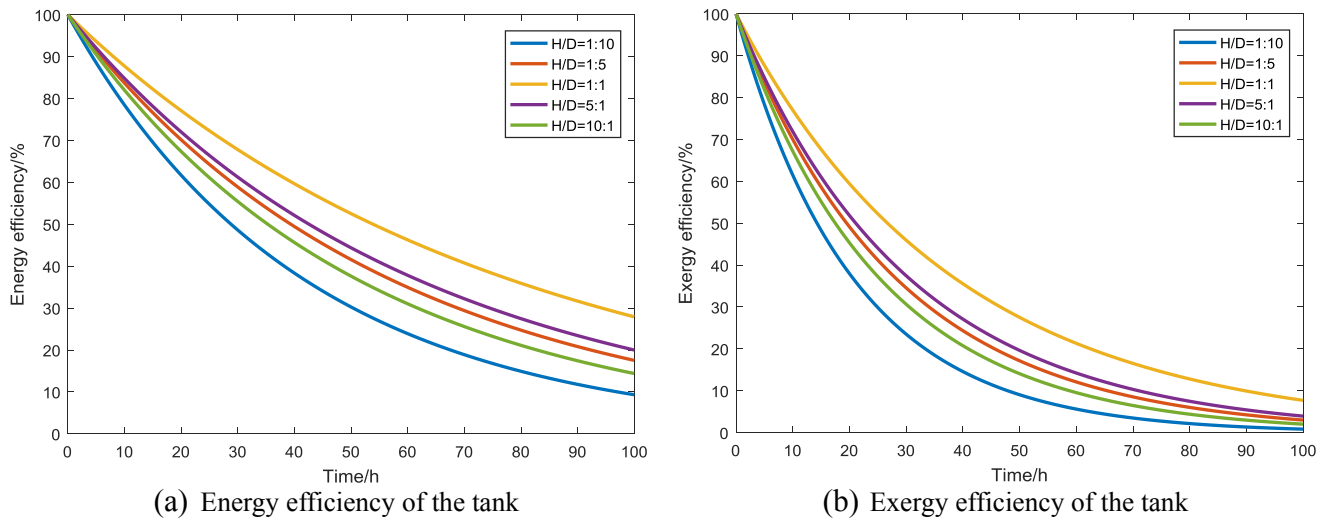 100
90
80
70
60
50
40
30
20
10
0
Energy efficiency/%
H/D=1:10
H/D=1:5
H/D=1:1
H/D=5:1
H/D=10:1
0 10 20 30 40 50 60 70 80 90 100
Time/h
(a) Energy efficiency of the tank
100
90
80
70
60
50
40
30
20
10
0
Exergy efficiency/%
H/D=1:10
H/D=1:5
H/D=1:1
H/D=5:1
H/D=10:1
0 10 20 30 40 50 60 70 80 90 100
Time/h
(b) Exergy efficiency of the tank